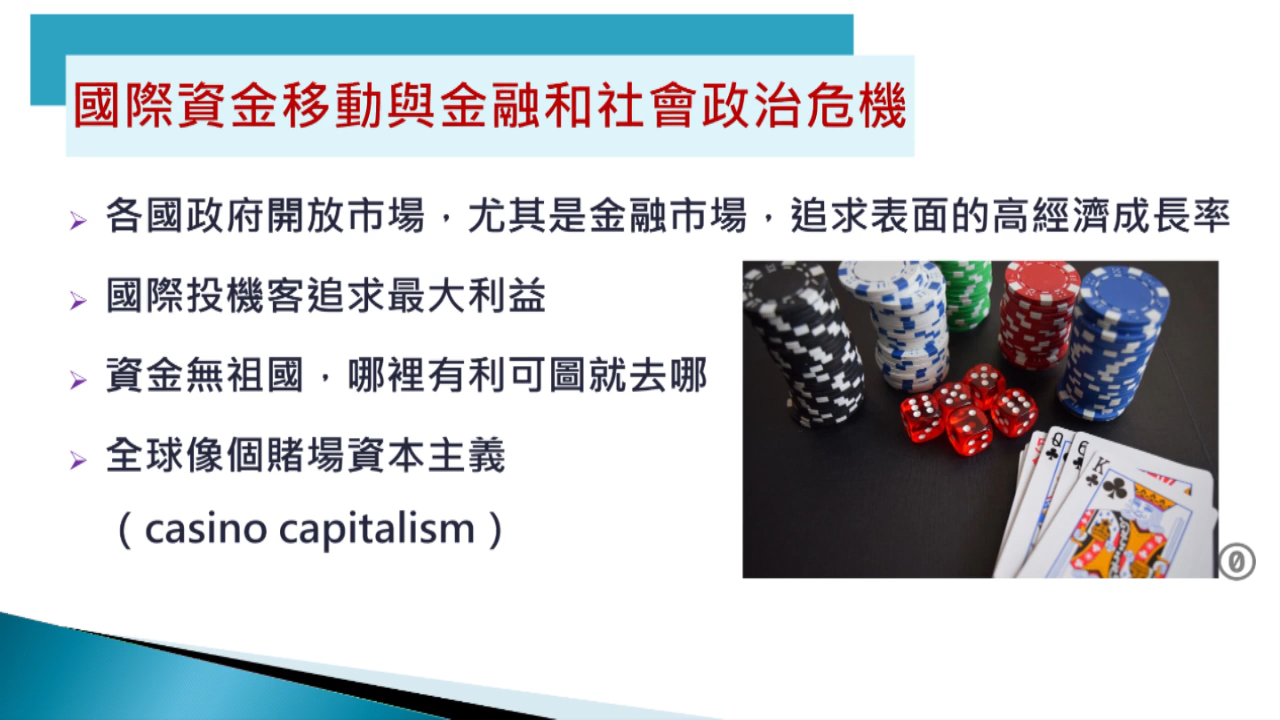 國際資金移動與金融和社會政治危機
各國政府開放市場，尤其是金融市場，追求表面的高經濟成長率
國際投機客追求最大利益
資金無祖國，哪裡有利可圖就去哪
全球像個賭場資本主義
（casino capitalism）
Q
6
K
0